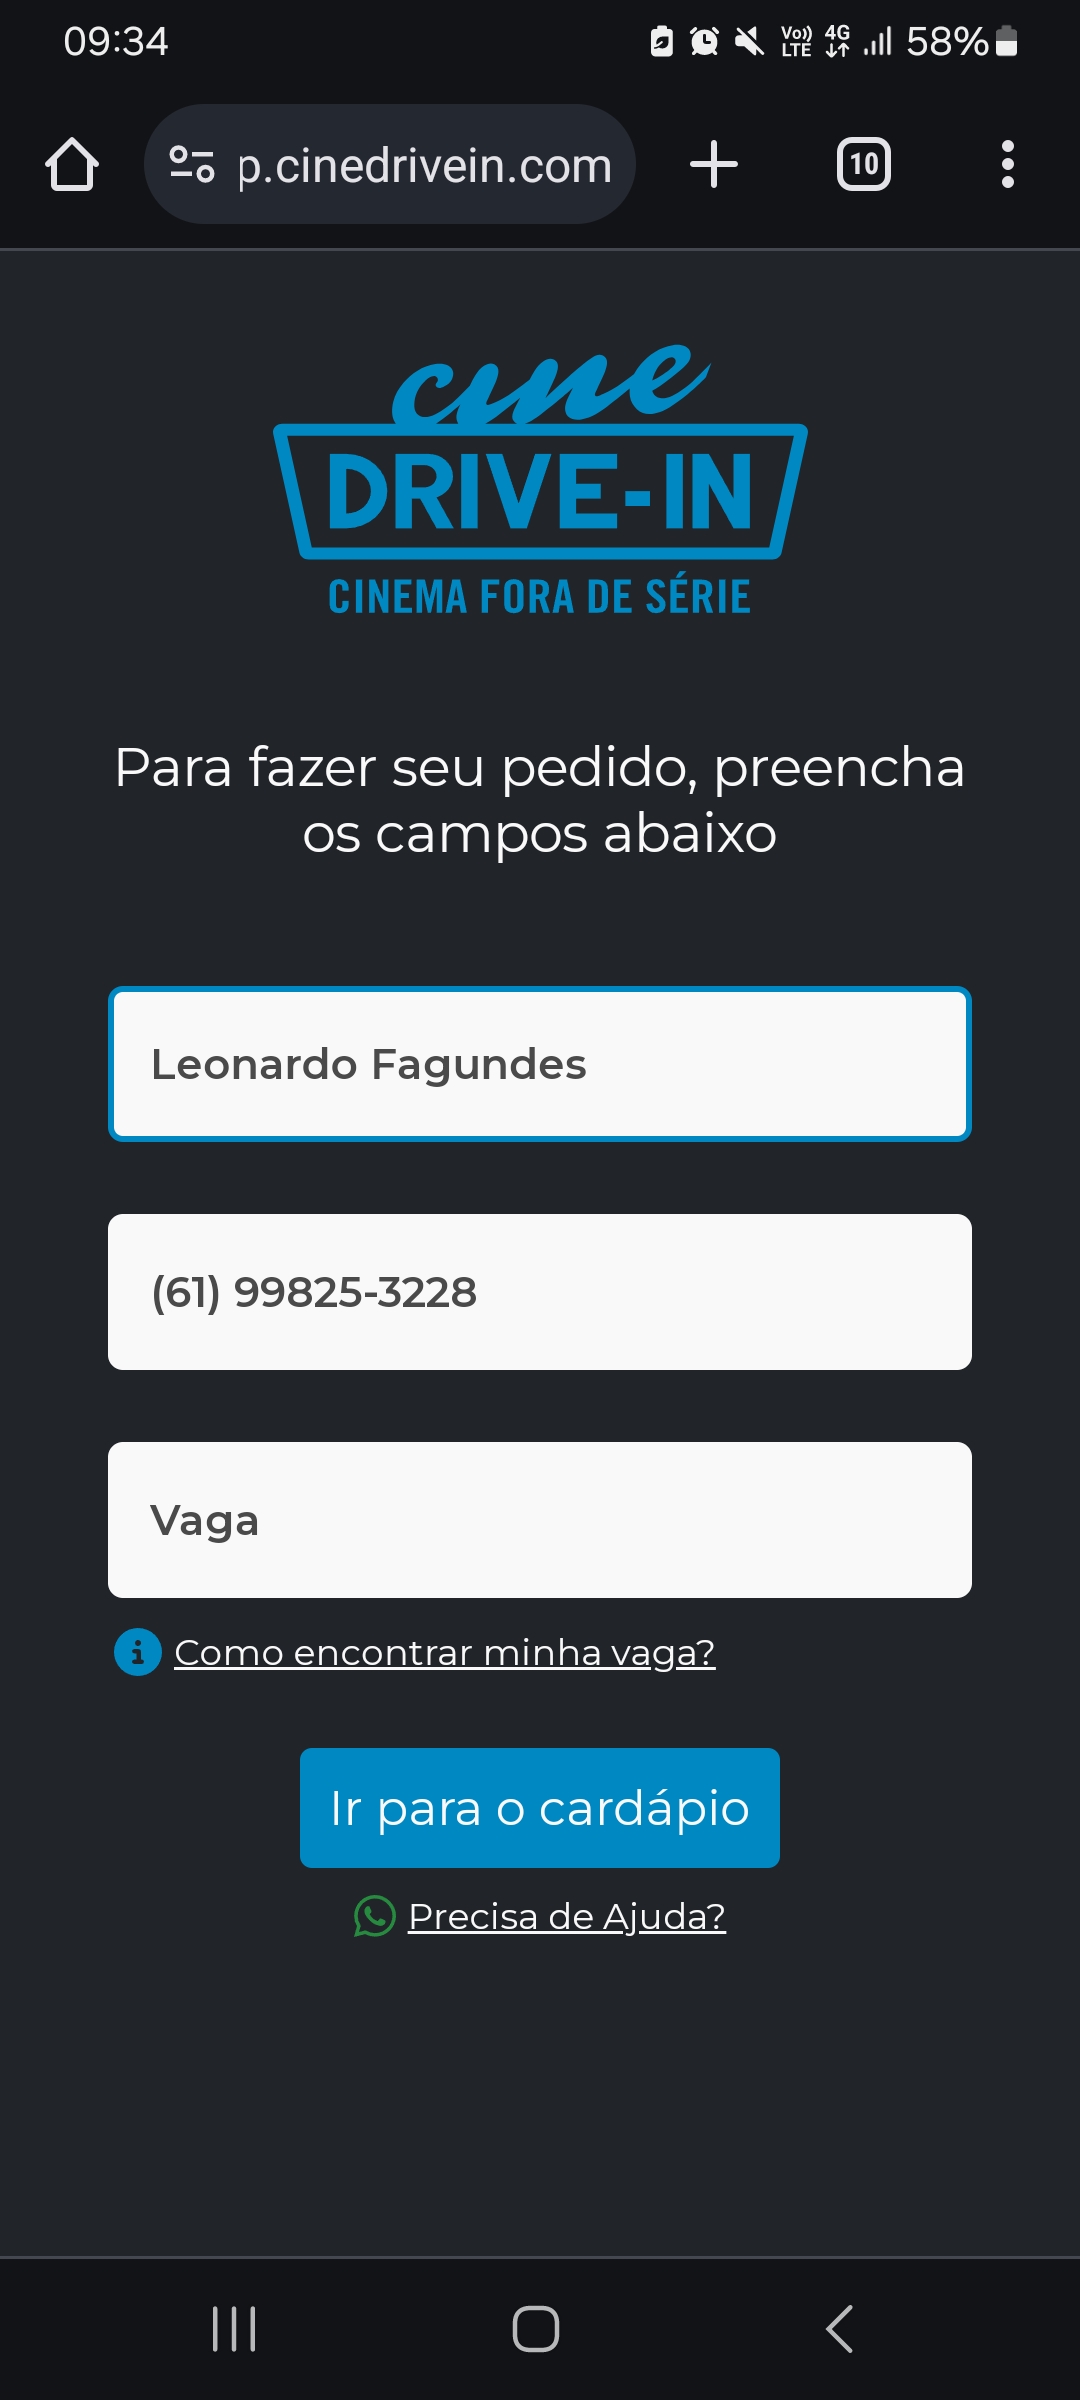 09:34
Vo)) LTE 4G 58%
p.cinedrivein.com
10
cine
DRIVE-IN
CINEMA FORA DE SÉRIE
Para fazer seu pedido, preencha
os campos abaixo
Leonardo Fagundes
(61) 99825-3228
Vaga
Como encontrar minha vaga?
Ir para o cardápio
Precisa de Ajuda?